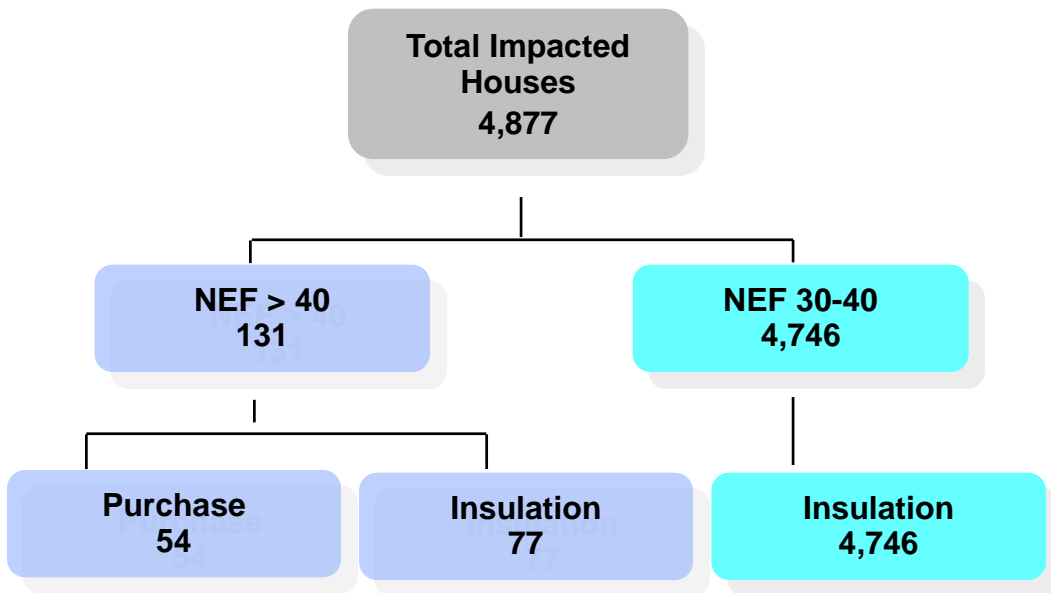 Total Impacted
Houses
4,877
NEF > 40
131
NEF 30-40
4,746
Purchase
54
Insulation
77
Insulation
4,746